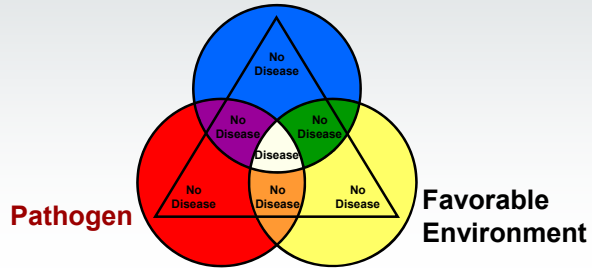 No
Disease
No
Disease
No
Disease
Disease
No
Disease
No
Disease
No
Disease
Pathogen
Favorable
Environment